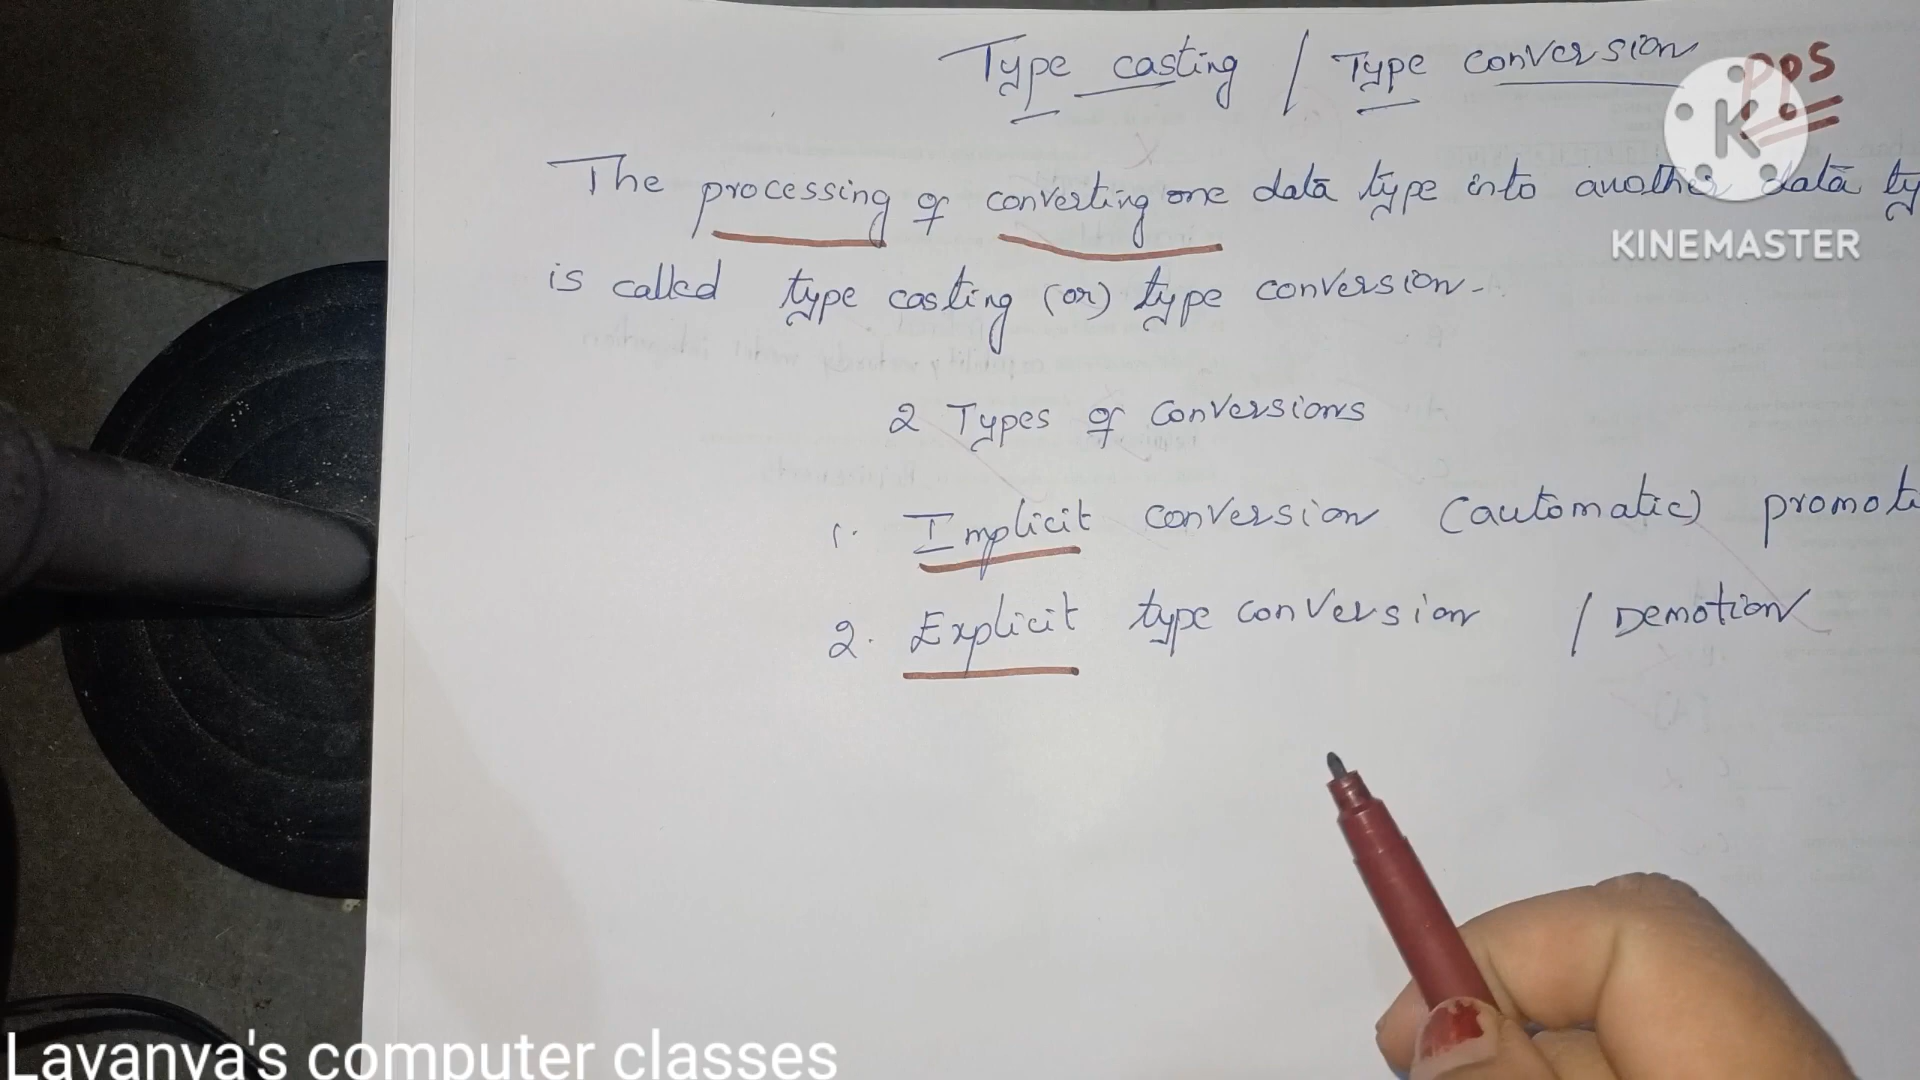 Type casting / Type conversion
PPS
The processing of converting one data type into another data ty
KINEMASTER
is called type casting (or) type conversion.
2 Types of conversions
1. Implicit conversion (automatic) promoti
2. Explicit type conversion / Demotion
Lavanya's computer classes